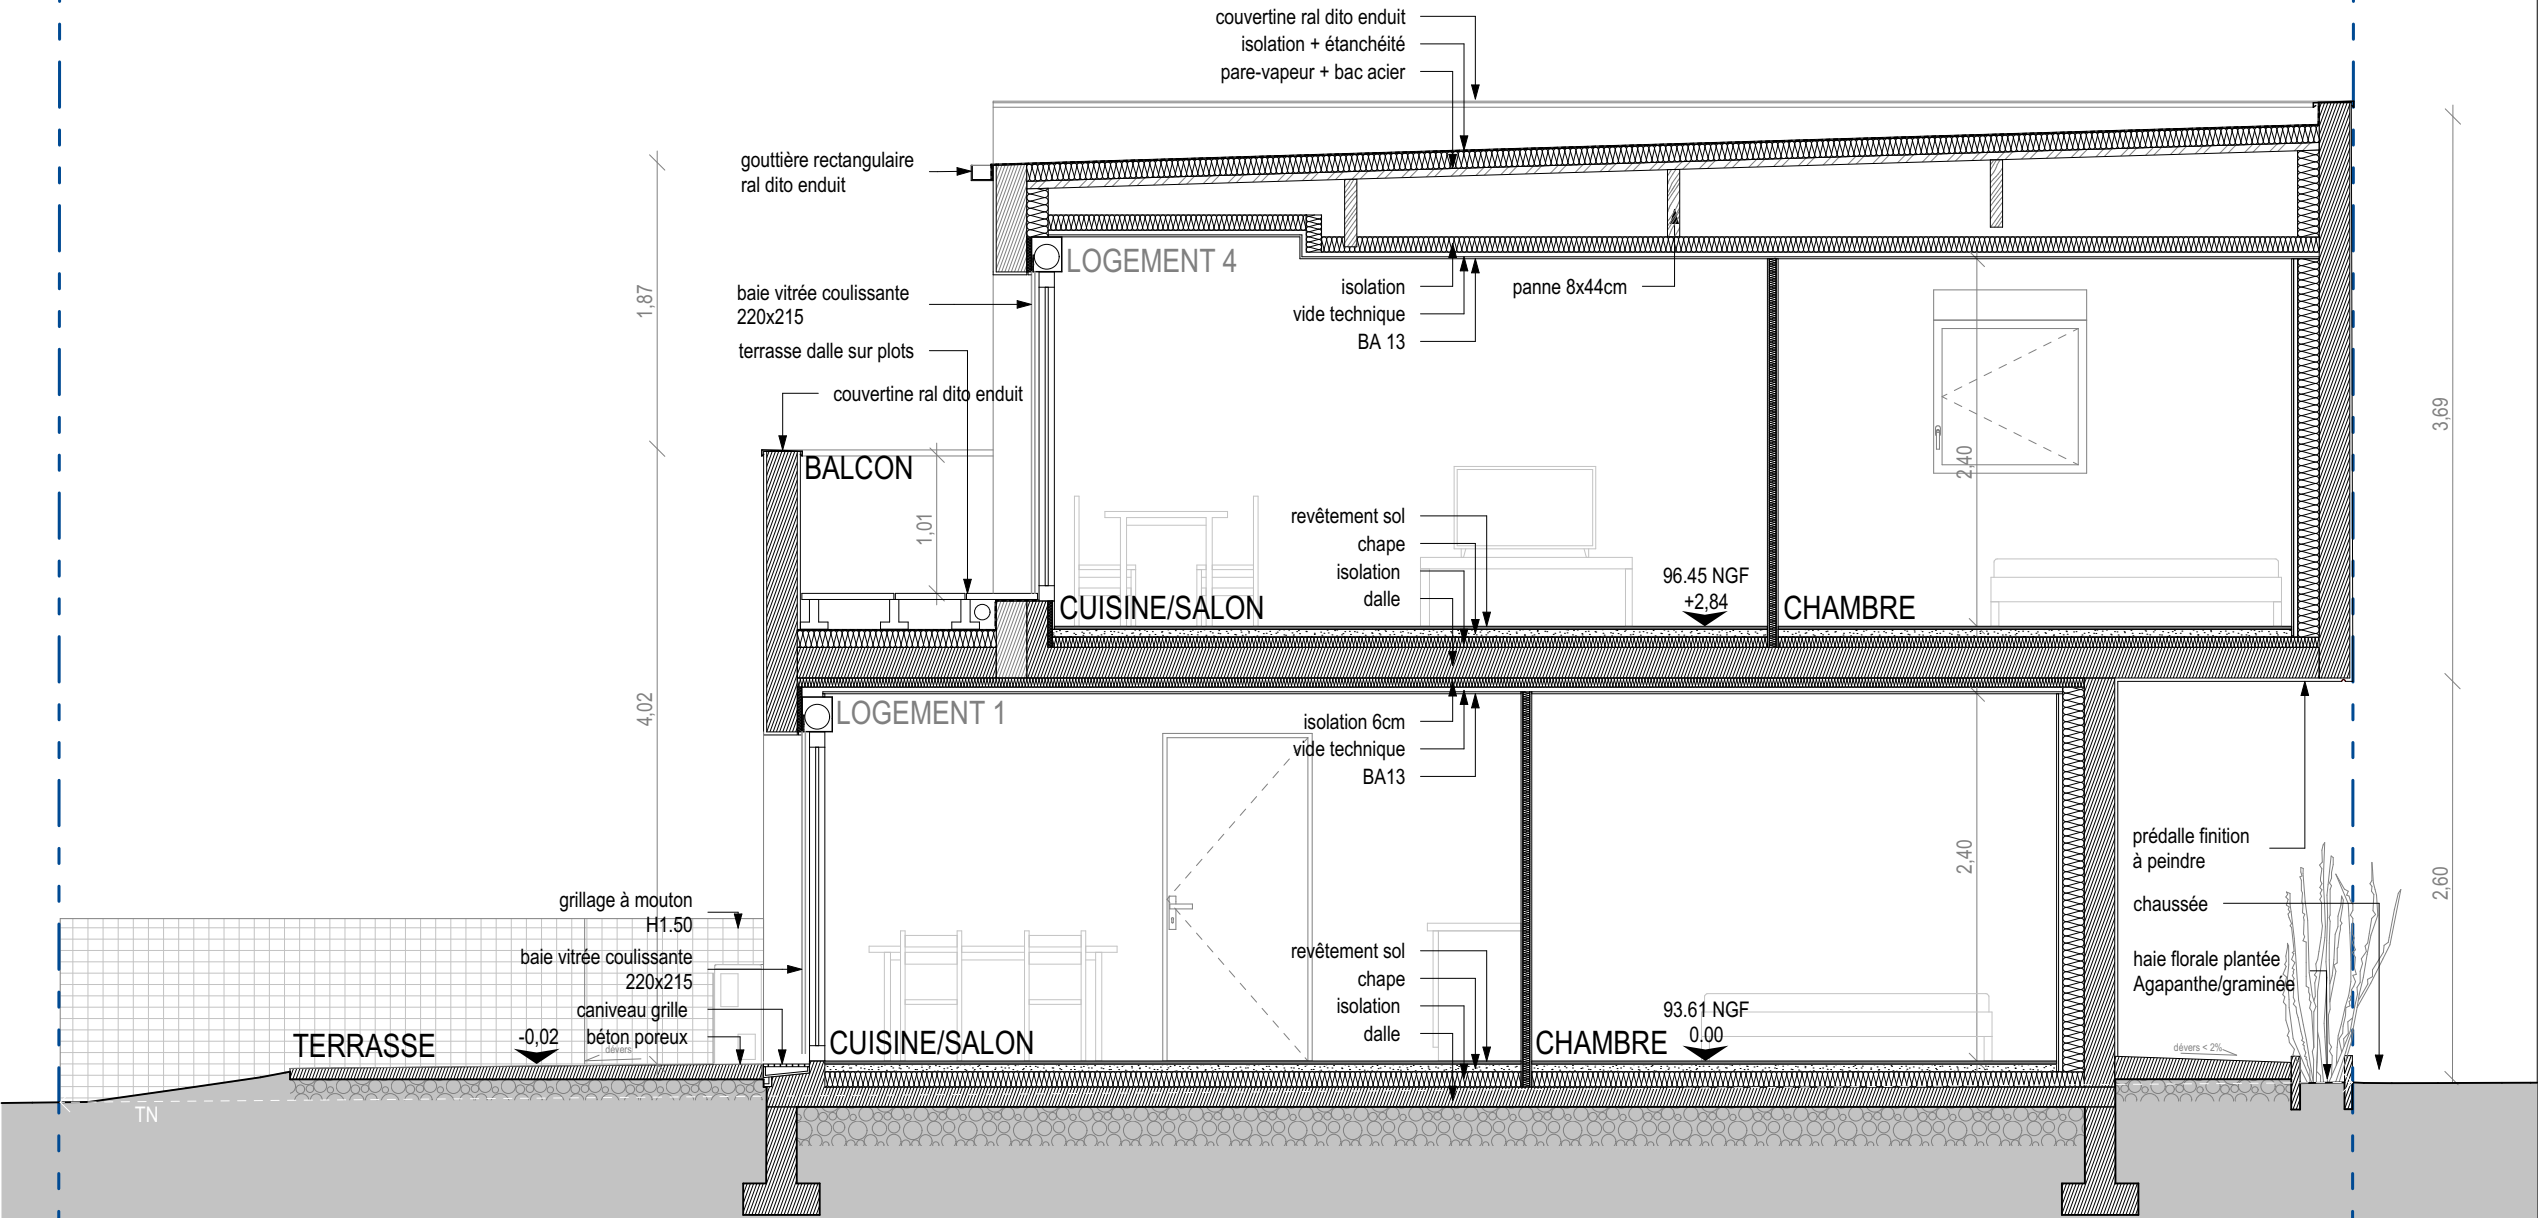 couvertine ral dito enduit
isolation + étanchéité
pare-vapeur + bac acier
gouttière rectangulaire
ral dito enduit
LOGEMENT 4
baie vitrée coulissante
220x215
1,87
isolation
vide technique
BA 13
panne 8x44cm
terrasse dalle sur plots
couvertine ral dito enduit
3,69
2,40
BALCON
1,01
revêtement sol
chape
isolation
dalle
96.45 NGF
+2,84
CUISINE/SALON
CHAMBRE
4,02
LOGEMENT 1
isolation 6cm
vide technique
BA13
2,40
prédalle finition
à peindre
2,60
chaussée
grillage à mouton
H1.50
baie vitrée coulissante
220x215
caniveau grille
béton poreux
revêtement sol
chape
isolation
dalle
haie florale plantée
Agapanthe/graminée
93.61 NGF
0.00
TERRASSE
-0,02
dévers
CUISINE/SALON
CHAMBRE
dévers < 2%
TN